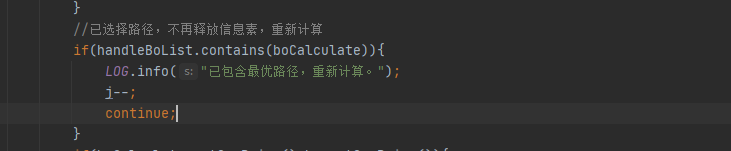 }
//已选择路径，不再释放信息素，重新计算
if(handleBoList.contains(boCalculate)){
LOG.info( s: "已包含最优路径，重新计算。");
j--;
continue;
}